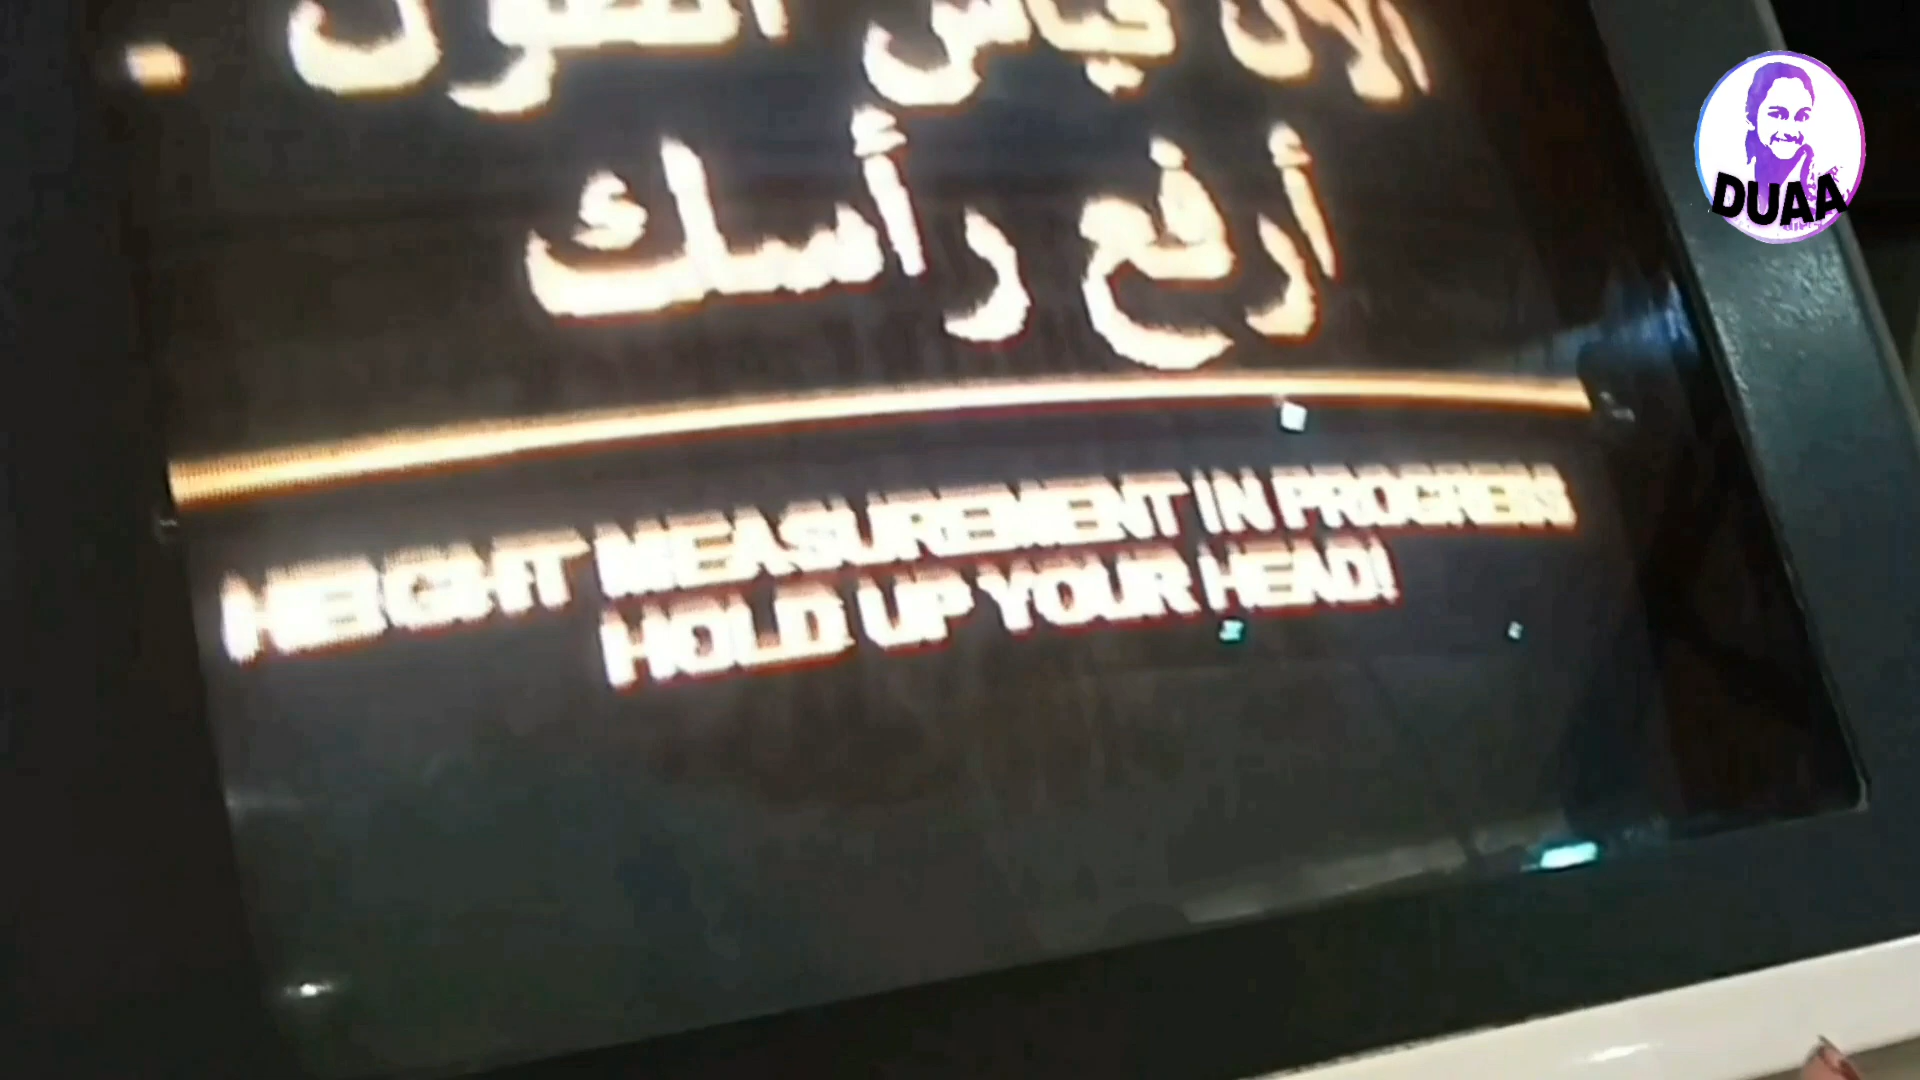 الآن قياس الطول .
أرفع رأسك
HEIGHT MEASUREMENT IN PROGRESS
HOLD UP YOUR HEAD!
DUAA